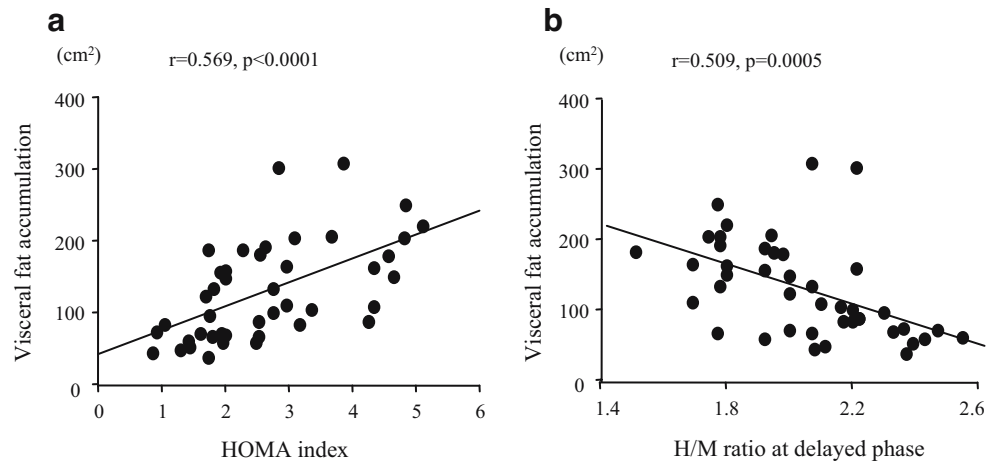 a
(cm²)
r=0.569, p<0.0001
Visceral fat accumulation
400
300
200
100
0
0 1 2 3 4 5 6
HOMA index
b
(cm²)
r=0.509, p=0.0005
Visceral fat accumulation
400
300
200
100
0
1.4 1.8 2.2 2.6
H/M ratio at delayed phase